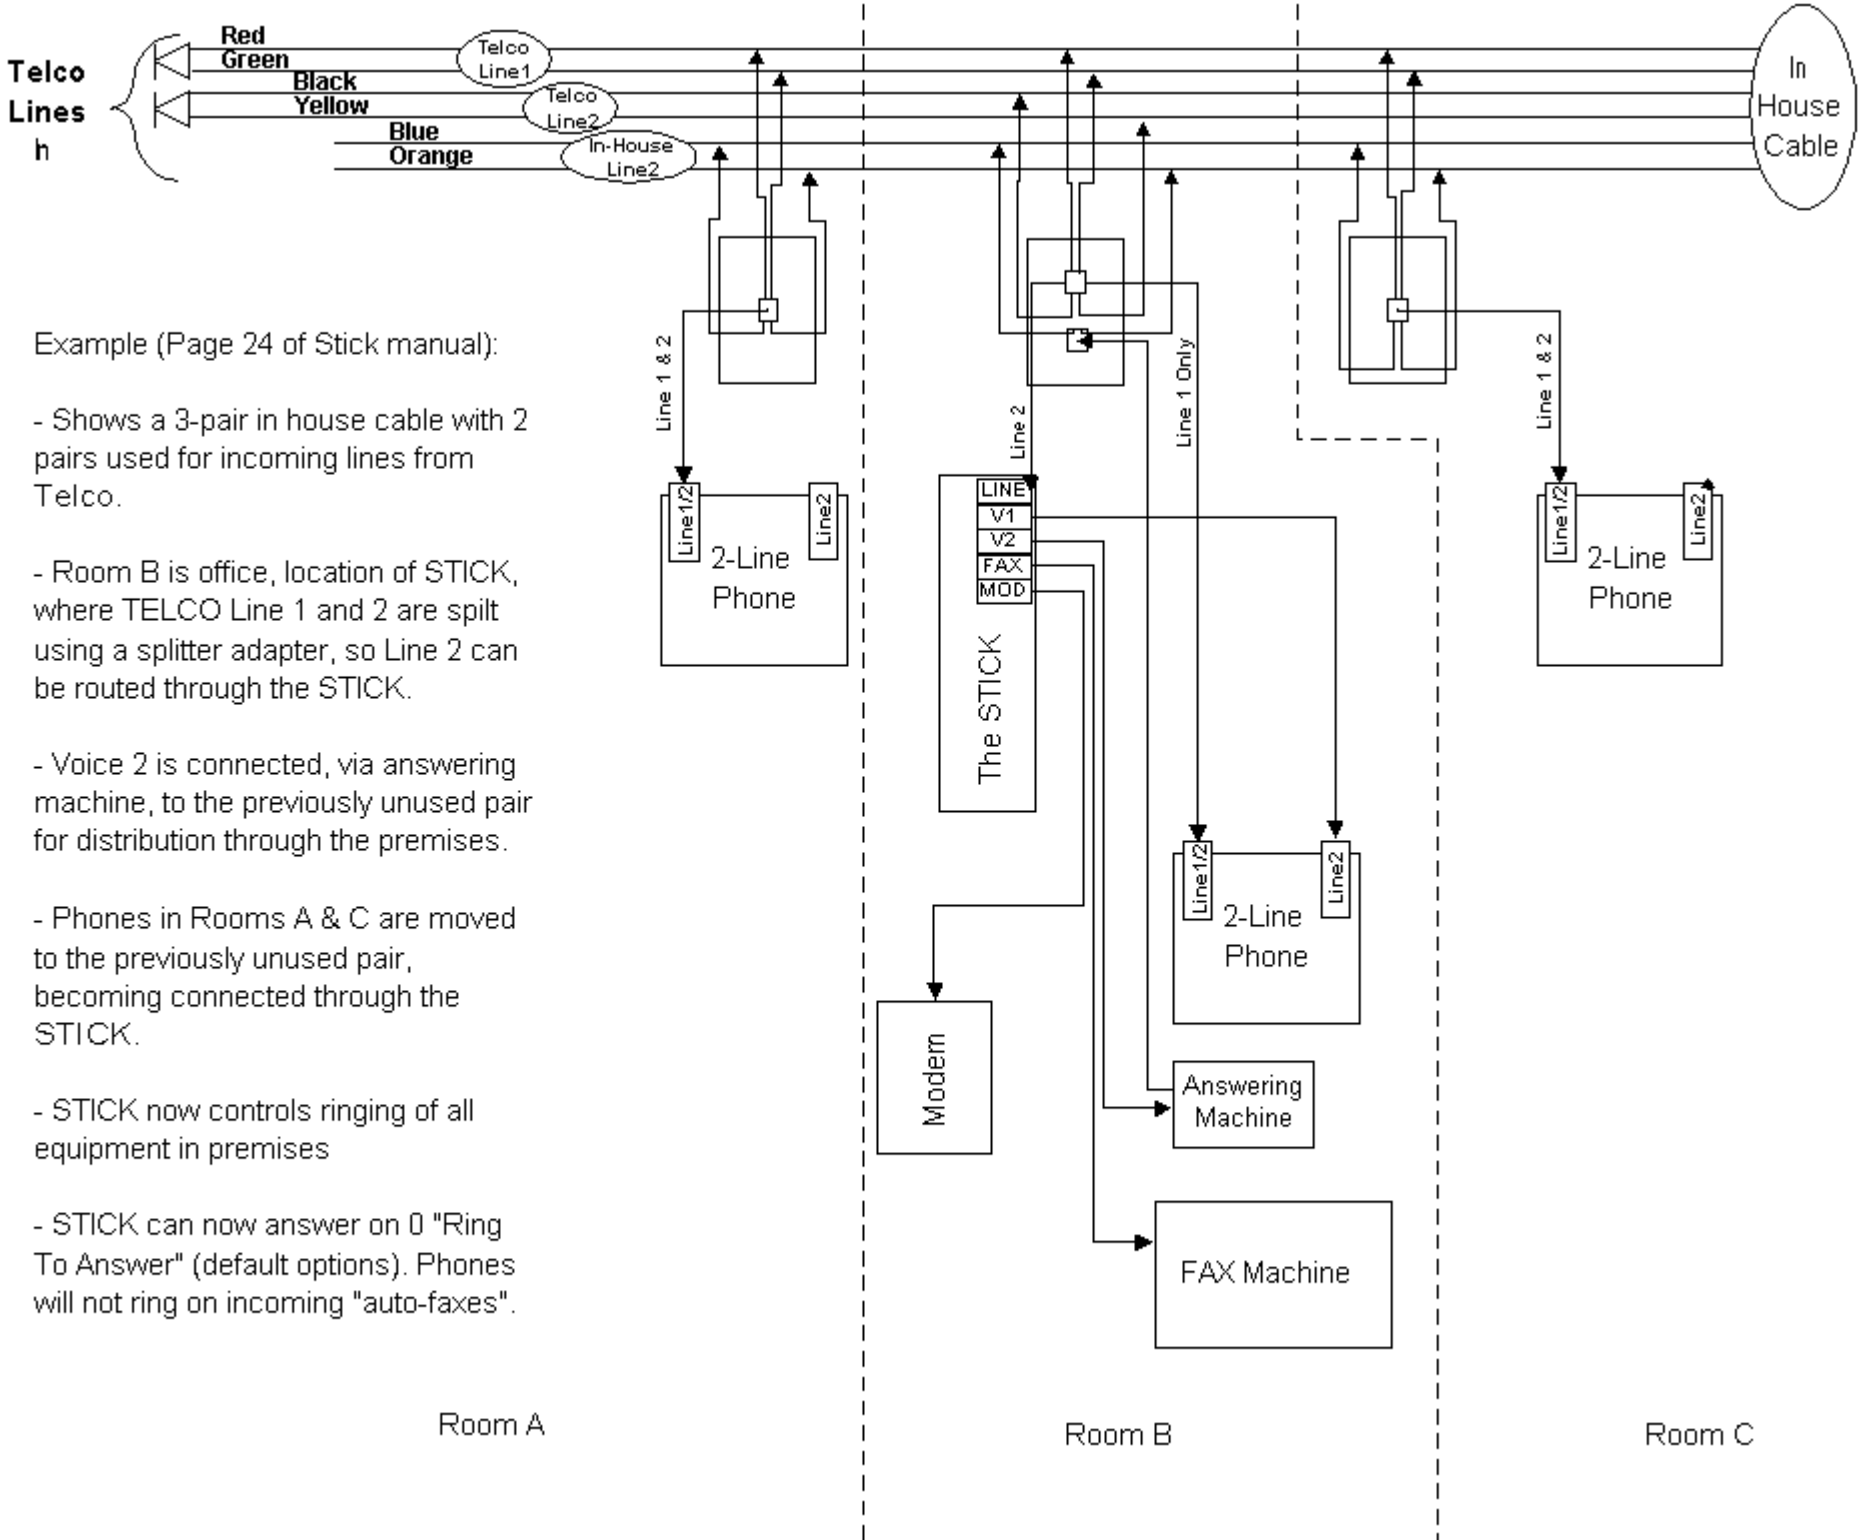 Red
Green
Black
Yellow
Blue
Orange
Telco
Lines
h
Telco
Line1
Telco
Line2
In-House
Line2
In
House
Cable
Example (Page 24 of Stick manual):
- Shows a 3-pair in house cable with 2
pairs used for incoming lines from
Telco.
- Room B is office, location of STICK,
where TELCO Line 1 and 2 are spilt
using a splitter adapter, so Line 2 can
be routed through the STICK.
- Voice 2 is connected, via answering
machine, to the previously unused pair
for distribution through the premises.
- Phones in Rooms A & C are moved
to the previously unused pair,
becoming connected through the
STICK.
- STICK now controls ringing of all
equipment in premises
- STICK can now answer on 0 "Ring
To Answer" (default options). Phones
will not ring on incoming "auto-faxes".
Line 1 & 2
Line1/2
Line2
2-Line
Phone
Line 2
Line 1 Only
LINE
V1
V2
FAX
MOD
The STICK
Line1/2
Line2
2-Line
Phone
Modem
Answering
Machine
FAX Machine
Line 1 & 2
Line1/2
Line2
2-Line
Phone
Room A
Room B
Room C